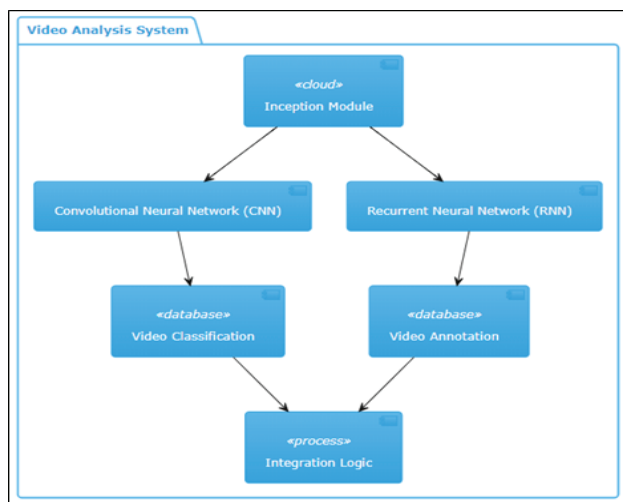 Video Analysis System
«cloud»
Inception Module
Convolutional Neural Network (CNN)
Recurrent Neural Network (RNN)
«database»
Video Classification
«database»
Video Annotation
«process»
Integration Logic